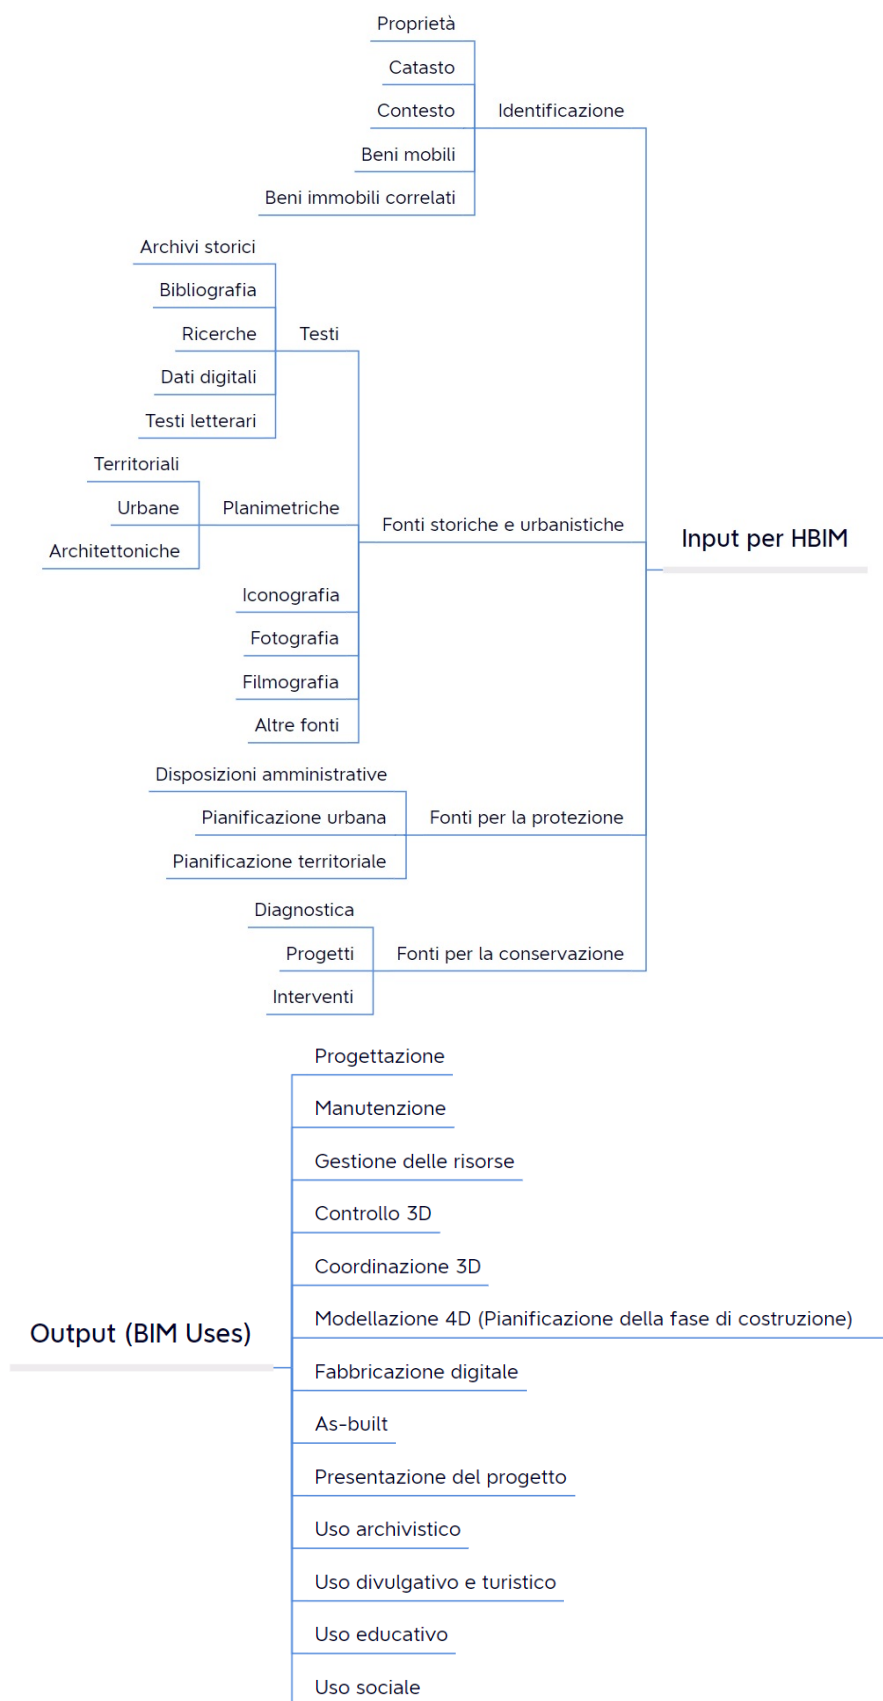 Proprietà
Catasto
Contesto
Identificazione
Beni mobili
Beni immobili correlati
Archivi storici
Bibliografia
Ricerche
Testi
Dati digitali
Testi letterari
Territoriali
Urbane
Planimetriche
Architettoniche
Fonti storiche e urbanistiche
Input per HBIM
Iconografia
Fotografia
Filmografia
Altre fonti
Disposizioni amministrative
Pianificazione urbana
Fonti per la protezione
Pianificazione territoriale
Diagnostica
Progetti
Fonti per la conservazione
Interventi
Progettazione
Manutenzione
Gestione delle risorse
Controllo 3D
Coordinazione 3D
Modellazione 4D (Pianificazione della fase di costruzione)
Output (BIM Uses)
Fabbricazione digitale
As-built
Presentazione del progetto
Uso archivistico
Uso divulgativo e turistico
Uso educativo
Uso sociale